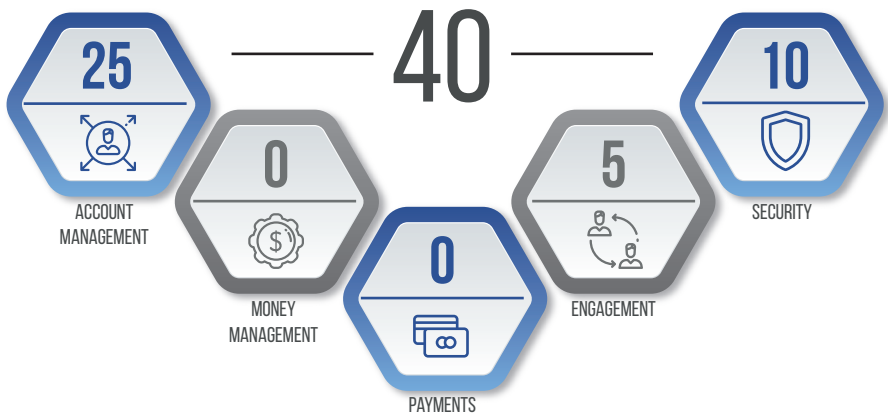 40
25
ACCOUNT
MANAGEMENT
0
MONEY
MANAGEMENT
$
0
PAYMENTS
5
ENGAGEMENT
10
SECURITY